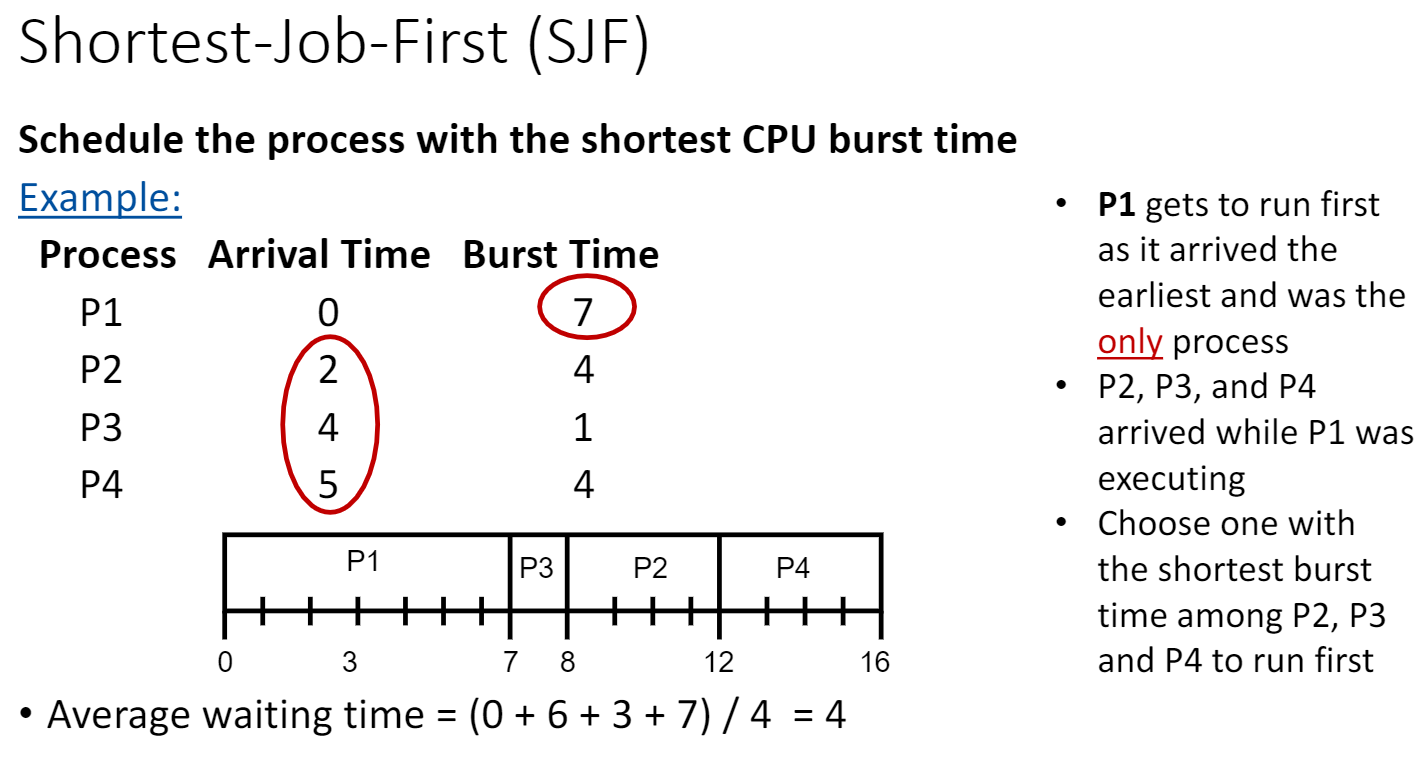 Shortest-Job-First (SJF)
Schedule the process with the shortest CPU burst time
Example:
Process Arrival Time Burst Time
P1 0 7
P2 2 4
P3 4 1
P4 5 4
P1 P3 P2 P4
0 3 7 8 12 16
• Average waiting time = (0 + 6 + 3 + 7) / 4 = 4
• P1 gets to run first
as it arrived the
earliest and was the
only process
• P2, P3, and P4
arrived while P1 was
executing
• Choose one with
the shortest burst
time among P2, P3
and P4 to run first